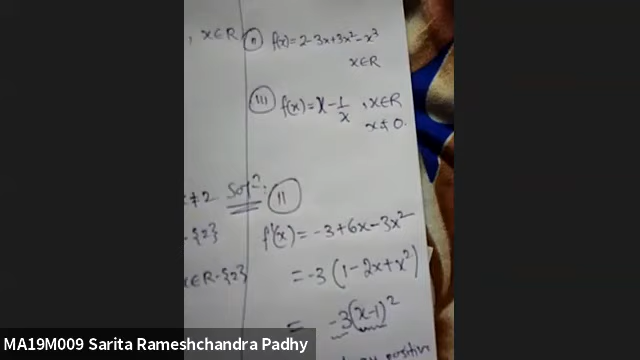 , x∈R
(ii) f(x)=2-3x+3x²-x³
x∈R
(iii) f(x)=x-1/x , x∈R
x≠0.
≠2 Solⁿ: (ii)
-{2} f'(x)=-3+6x-3x²
x∈R-{2} =-3(1-2x+x²)
= -3(x-1)²
positive
MA19M009 Sarita Rameshchandra Padhy